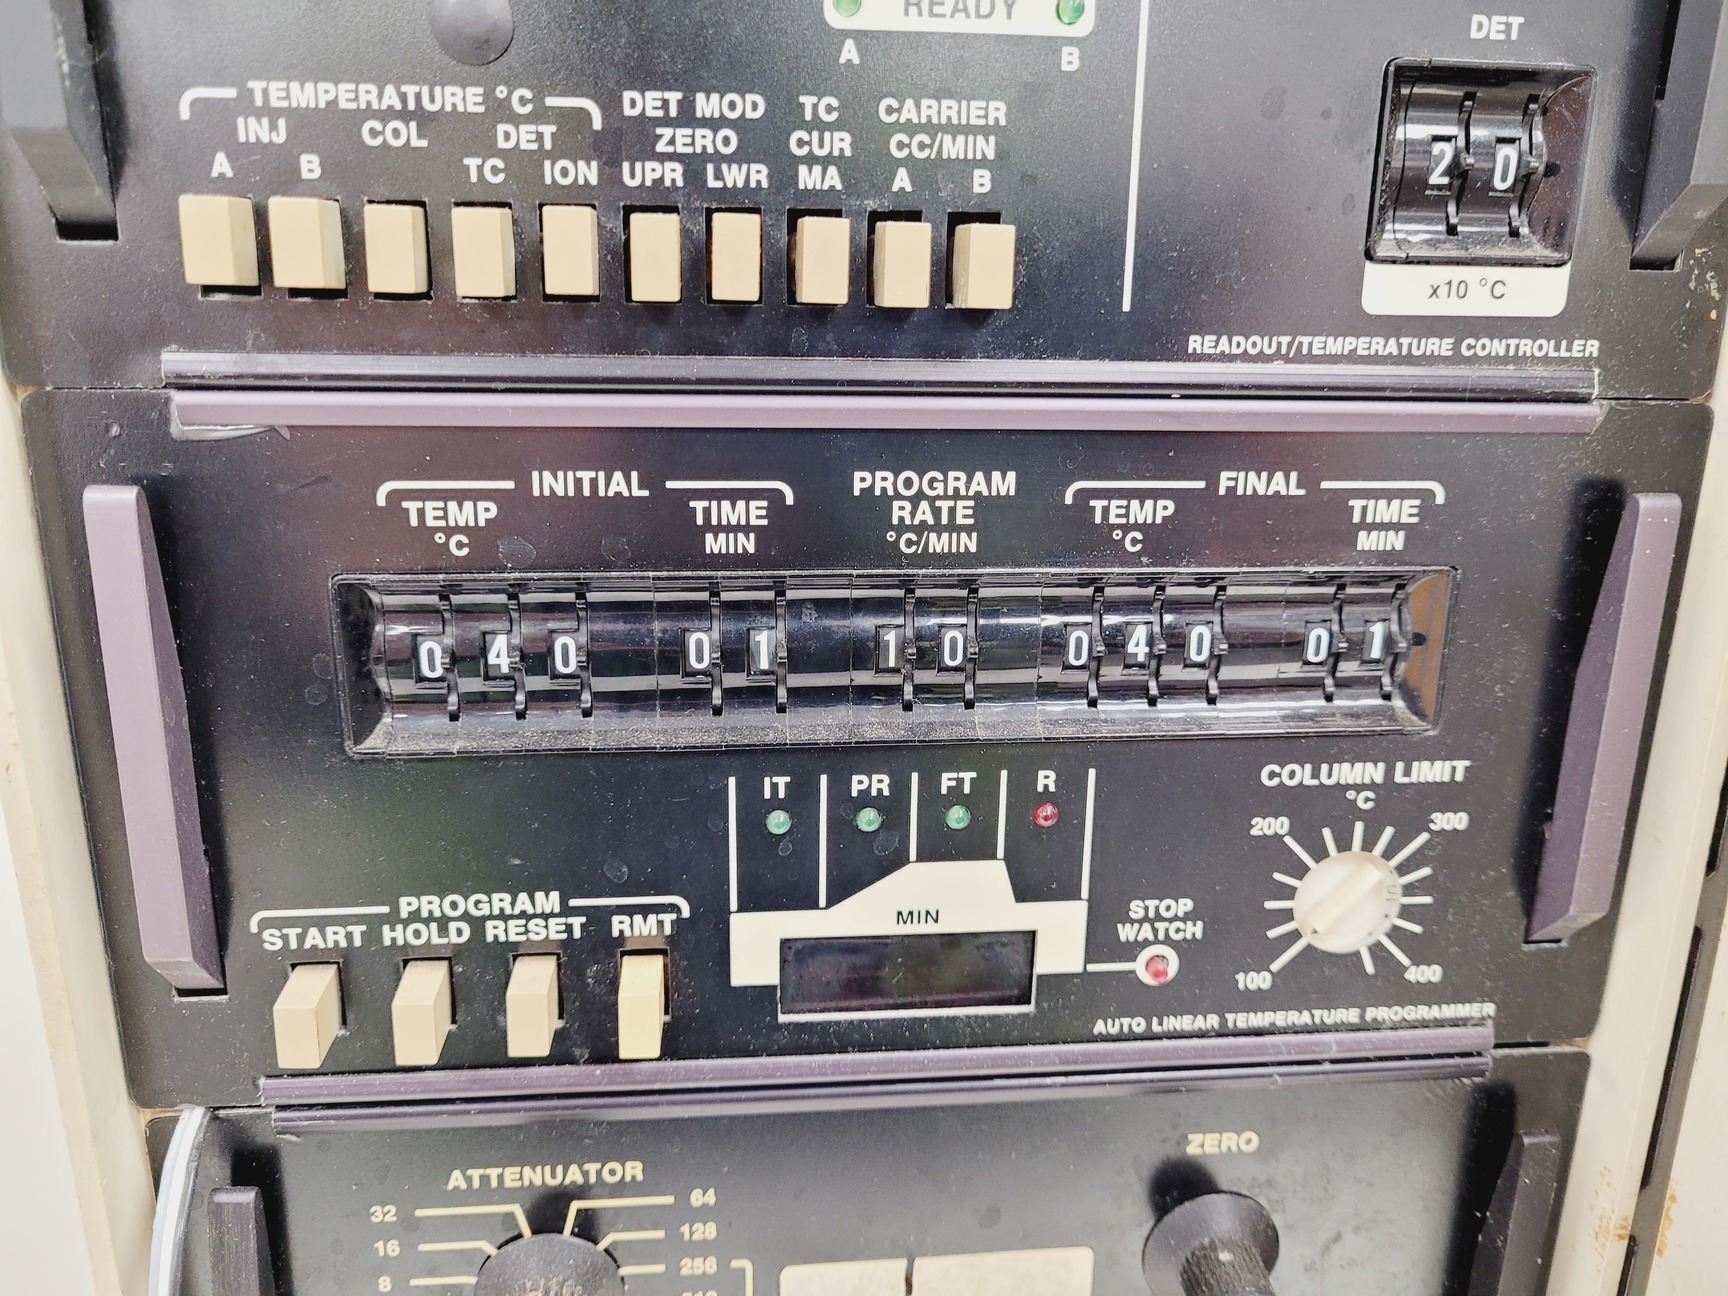 READY
A B
DET
TEMPERATURE °C
DET MOD TC CARRIER
INJ COL DET ZERO CUR CC/MIN
A B TC ION UPR LWR MA A B
2 0
x10 °C
READOUT/TEMPERATURE CONTROLLER
INITIAL PROGRAM FINAL
TEMP TIME RATE TEMP TIME
°C MIN °C/MIN °C MIN
0 4 0 0 1 1 0 0 4 0 0 1
IT PR FT R
COLUMN LIMIT
°C
200 300
100 400
PROGRAM
START HOLD RESET RMT
MIN
STOP
WATCH
AUTO LINEAR TEMPERATURE PROGRAMMER
ATTENUATOR
ZERO
32 64
16 128
8 256